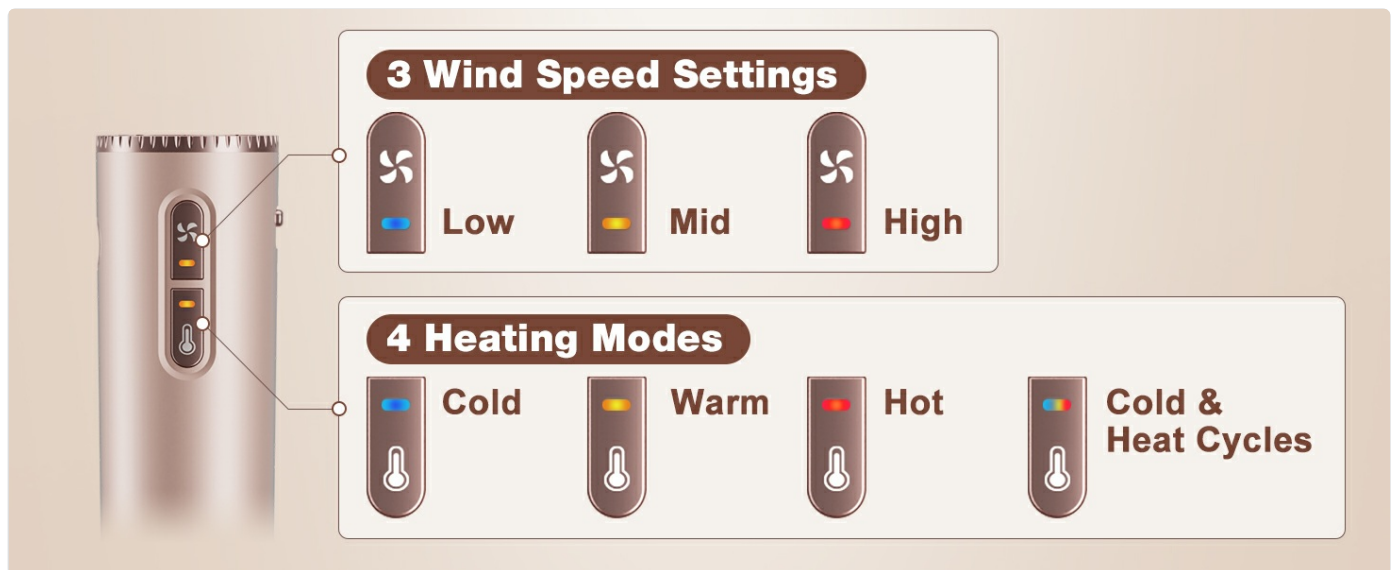 3 Wind Speed Settings
Low
Mid
High
4 Heating Modes
Cold
Warm
Hot
Cold &
Heat Cycles